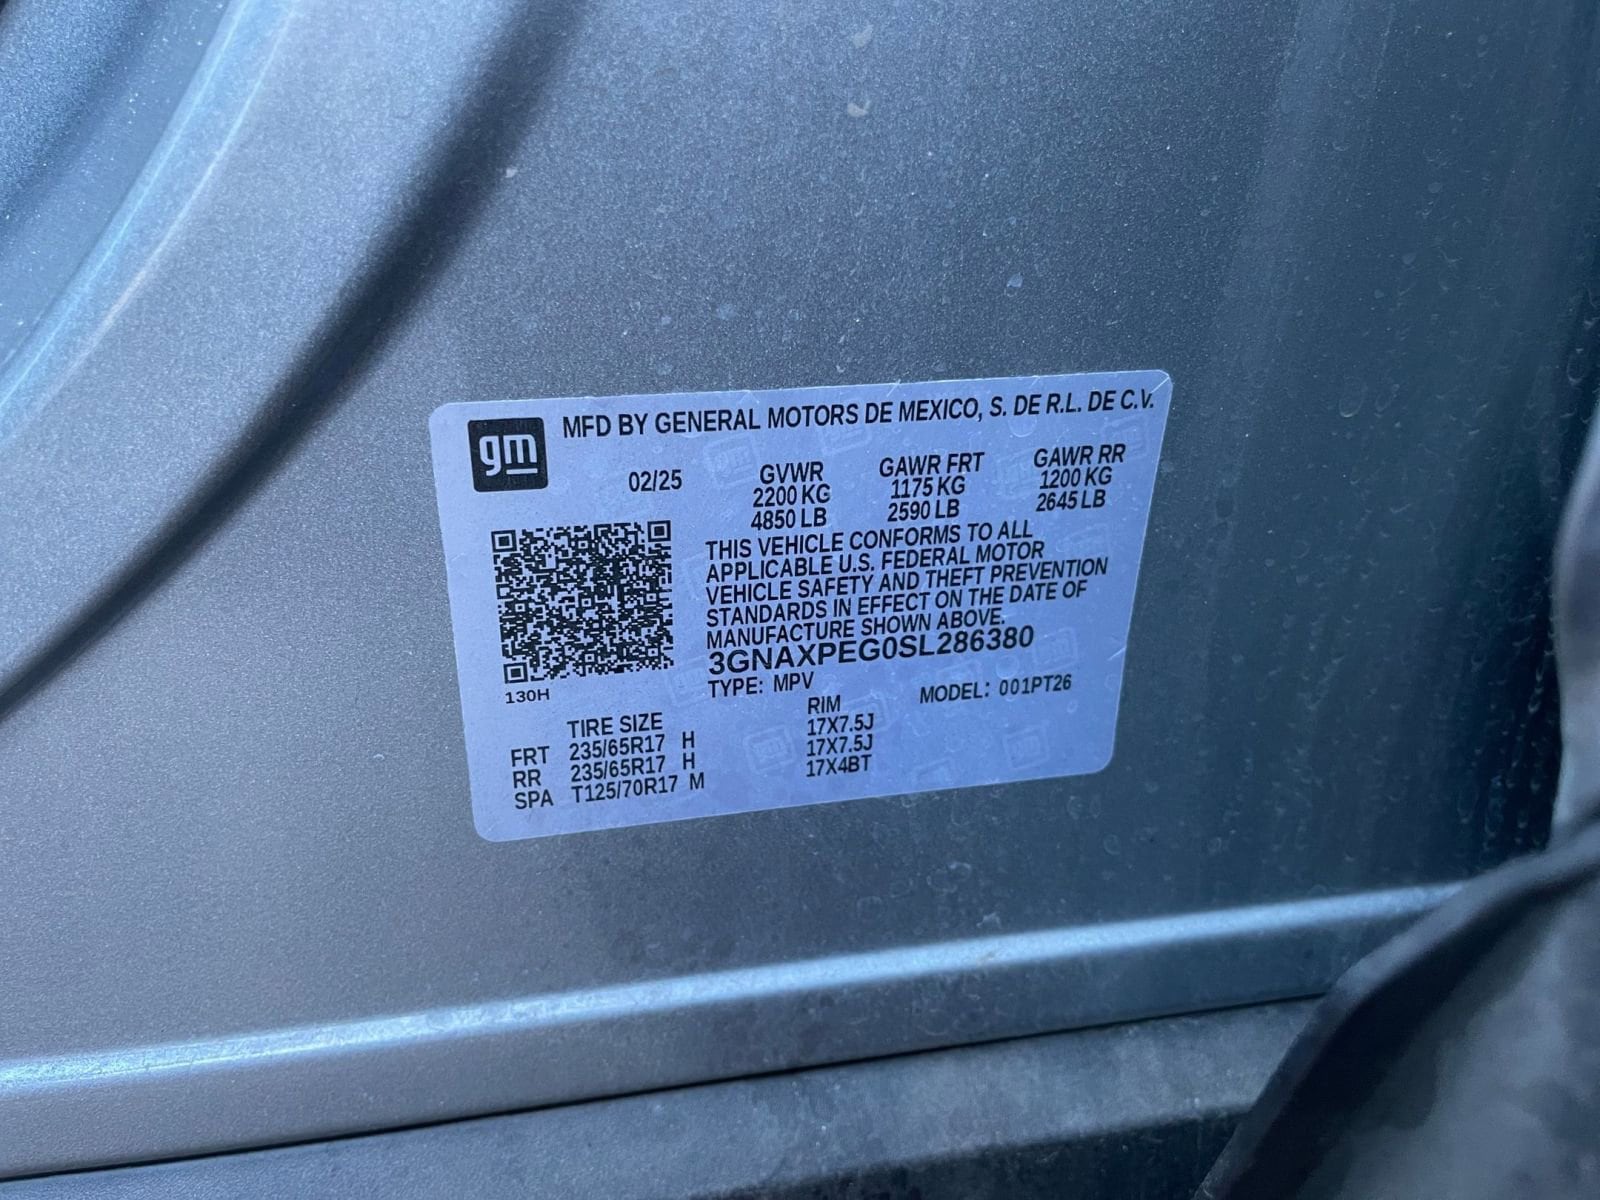 gm
MFD BY GENERAL MOTORS DE MEXICO, S. DE R.L. DE C.V.
02/25 GVWR GAWR FRT GAWR RR
2200 KG 1175 KG 1200 KG
4850 LB 2590 LB 2645 LB
THIS VEHICLE CONFORMS TO ALL
APPLICABLE U.S. FEDERAL MOTOR
VEHICLE SAFETY AND THEFT PREVENTION
STANDARDS IN EFFECT ON THE DATE OF
MANUFACTURE SHOWN ABOVE.
3GNAXPEG0SL286380
TYPE: MPV MODEL: 001PT26
130H
TIRE SIZE RIM
FRT 235/65R17 H 17X7.5J
RR 235/65R17 H 17X7.5J
SPA T125/70R17 M 17X4BT